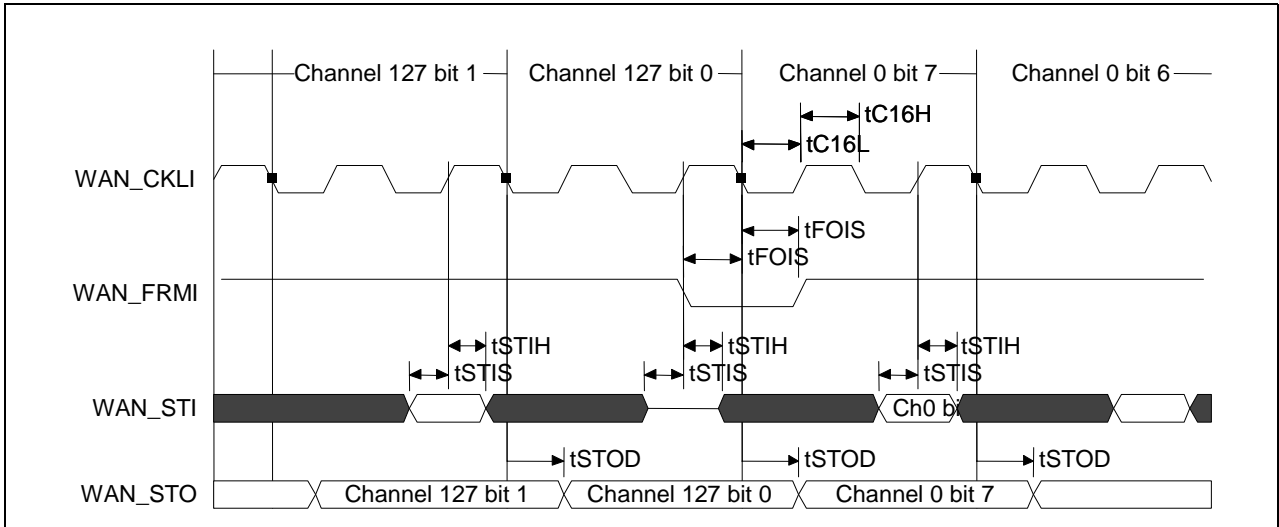 Channel 127 bit 1 Channel 127 bit 0 Channel 0 bit 7 Channel 0 bit 6
tC16H
tC16L
WAN_CKLI
tFOIS
tFOIS
WAN_FRMI
tSTIH tSTIH tSTIH
tSTIS tSTIS tSTIS
WAN_STI Ch0 bi
tSTOD tSTOD tSTOD
WAN_STO Channel 127 bit 1 Channel 127 bit 0 Channel 0 bit 7